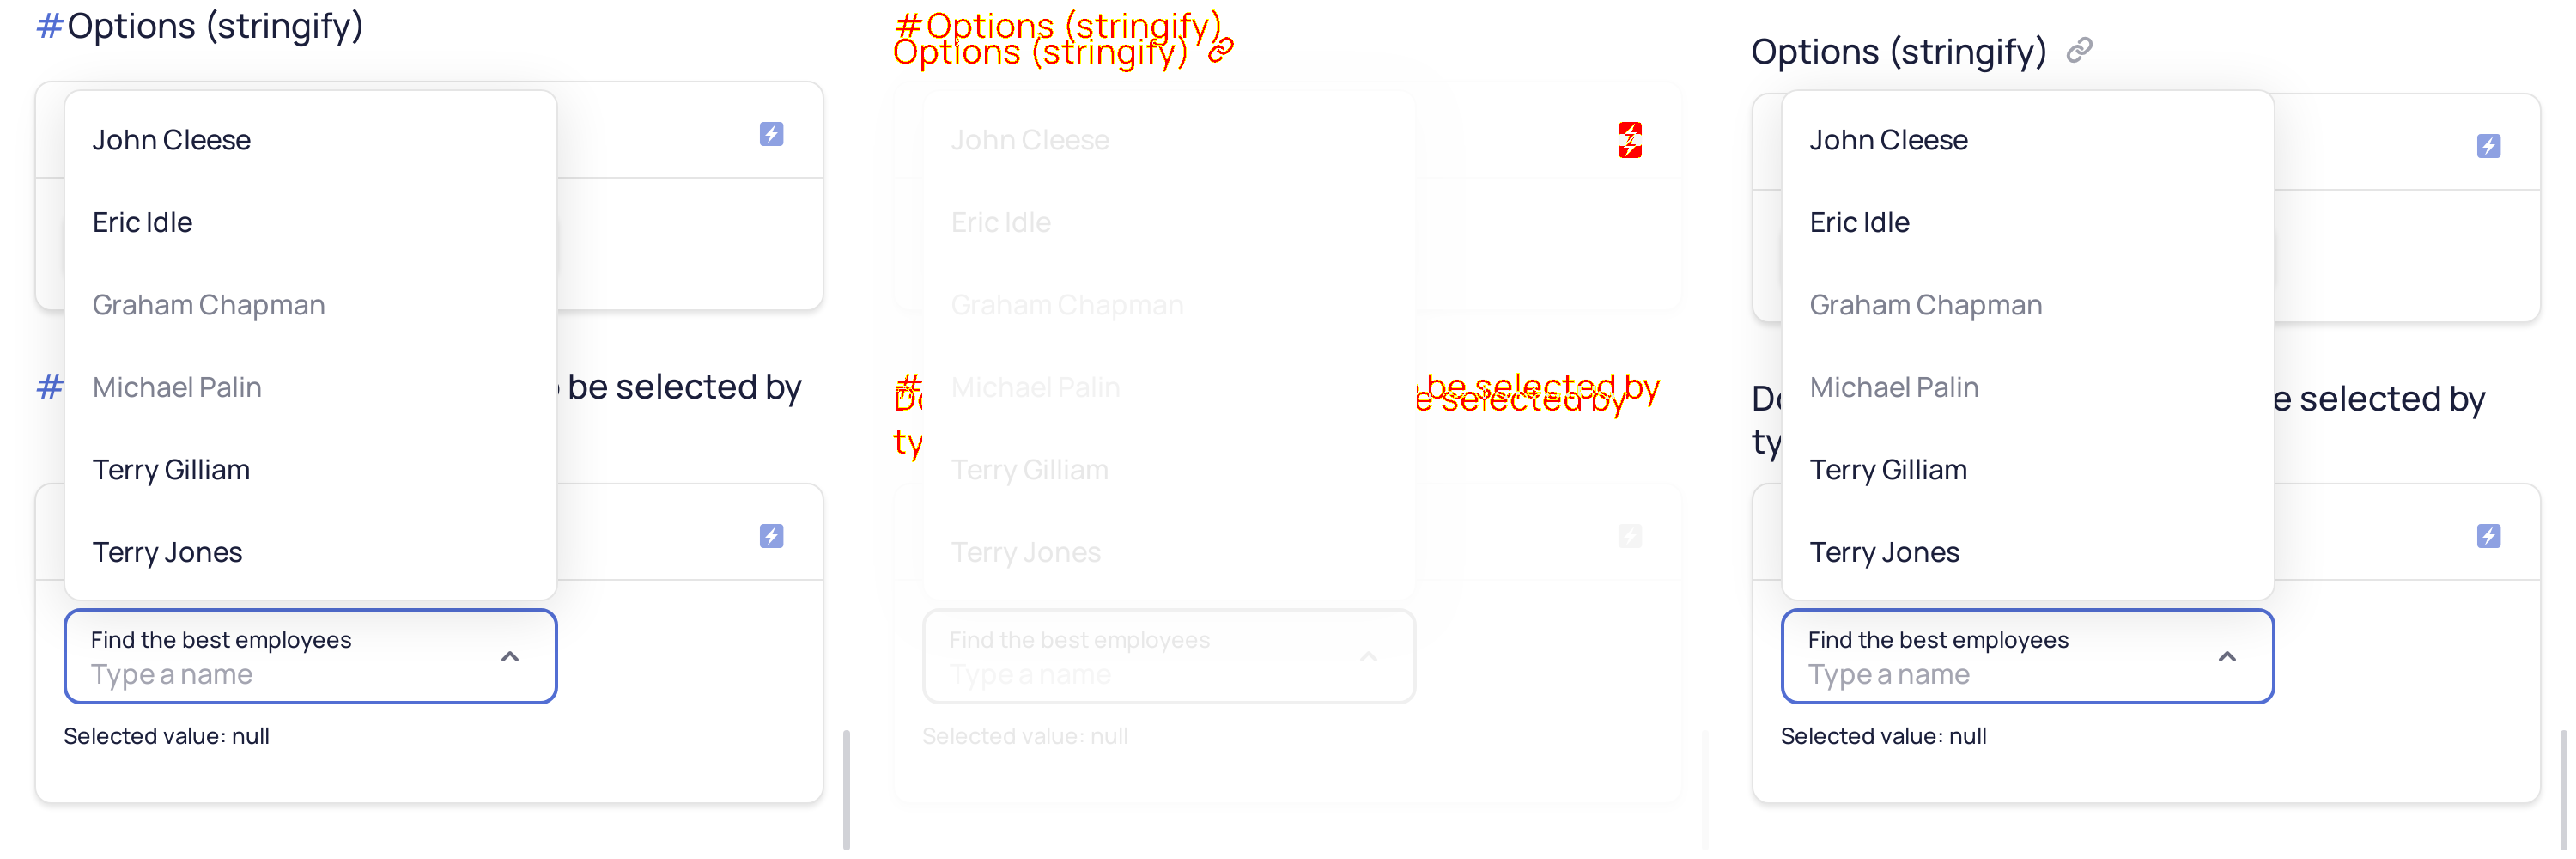 #Options (stringify)
John Cleese
Eric Idle
Graham Chapman
Michael Palin
Terry Gilliam
Terry Jones
# be selected by
Find the best employees
Type a name
Selected value: null
#Options (stringify)
Options (stringify)
John Cleese
Eric Idle
Graham Chapman
Michael Palin
Terry Gilliam
Terry Jones
# be selected by
selected by
Find the best employees
Type a name
Selected value: null
Options (stringify)
John Cleese
Eric Idle
Graham Chapman
Michael Palin
Terry Gilliam
Terry Jones
selected by
Find the best employees
Type a name
Selected value: null